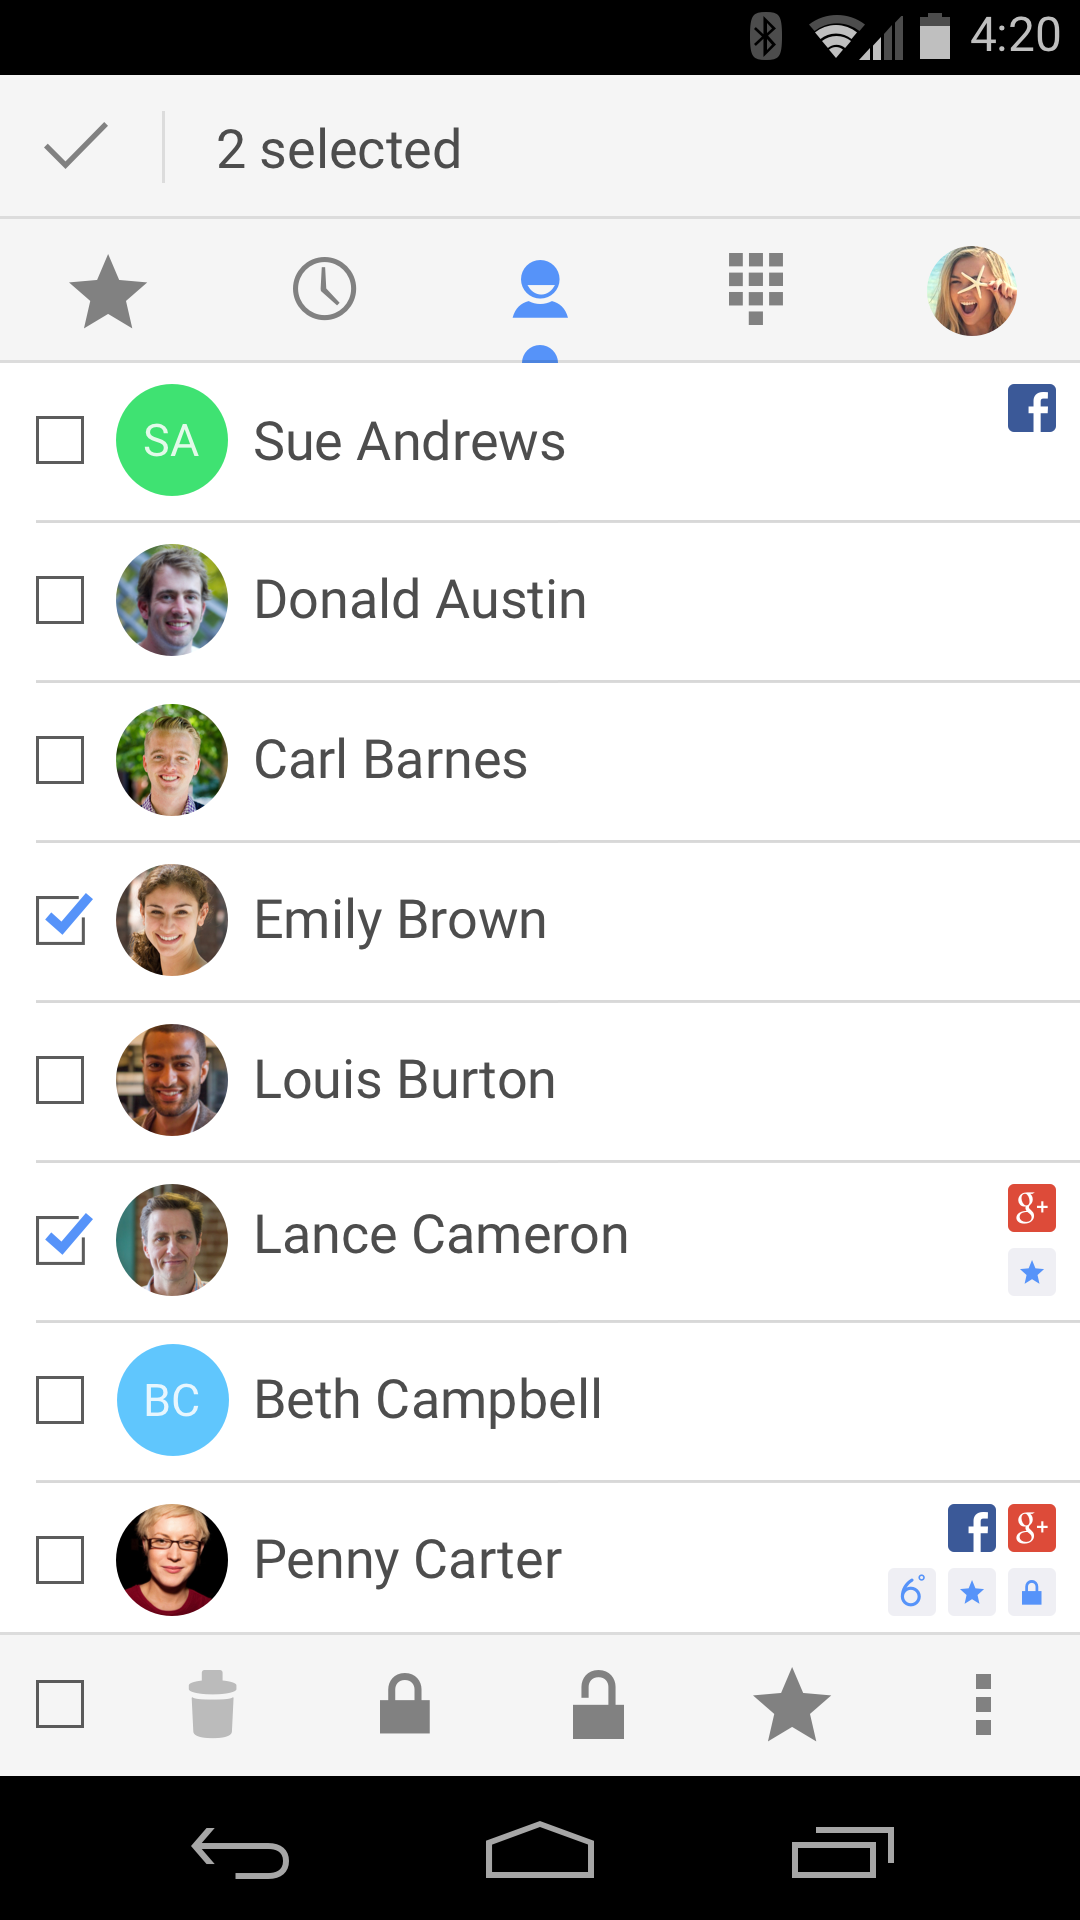 4:20
2 selected
SA Sue Andrews f
Donald Austin
Carl Barnes
Emily Brown
Louis Burton
Lance Cameron g+
BC Beth Campbell
Penny Carter f g+
6°